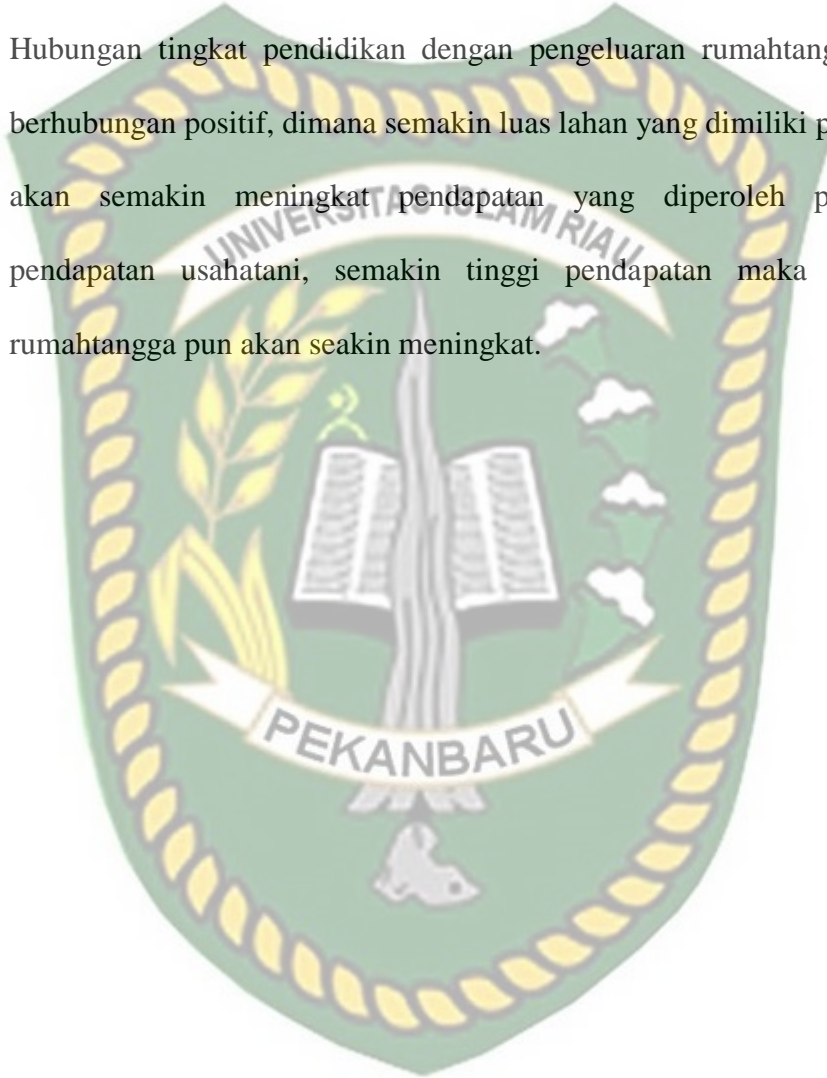 Hubungan tingkat pendidikan dengan pengeluaran rumahtang
berhubungan positif, dimana semakin luas lahan yang dimiliki p
akan semakin meningkat pendapatan yang diperoleh p
pendapatan usahatani, semakin tinggi pendapatan maka
rumahtangga pun akan seakin meningkat.
UNIVERSITAS ISLAM RIAU
PEKANBARU